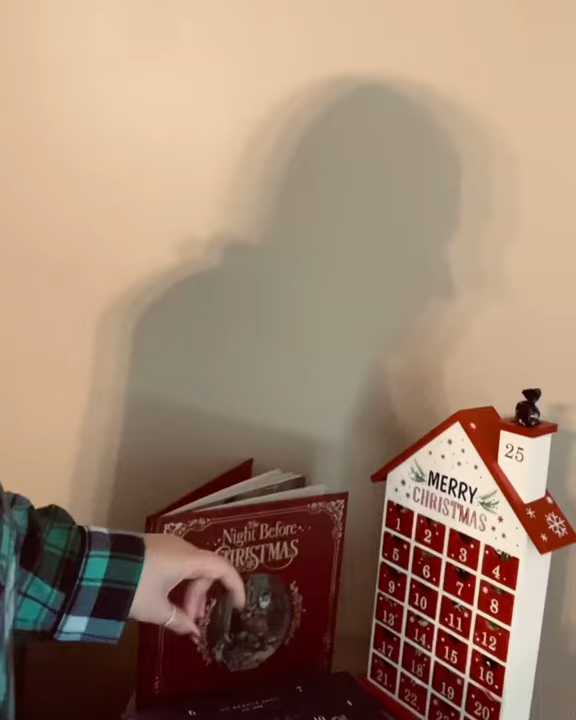 The
Night Before
CHRISTMAS
25
MERRY
CHRISTMAS
1 2 3 4
5 6 7 8
9 10 11 12
13 14 15 16
17 18 19 20
21 22